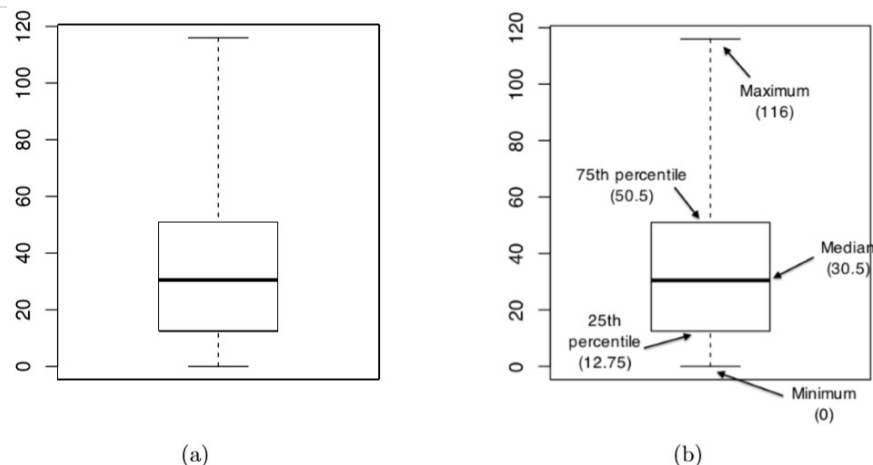 120
100
80
60
40
20
0
(a)
120
100
80
60
40
20
0
Maximum
(116)
75th percentile
(50.5)
Median
(30.5)
25th
percentile
(12.75)
Minimum
(0)
(b)